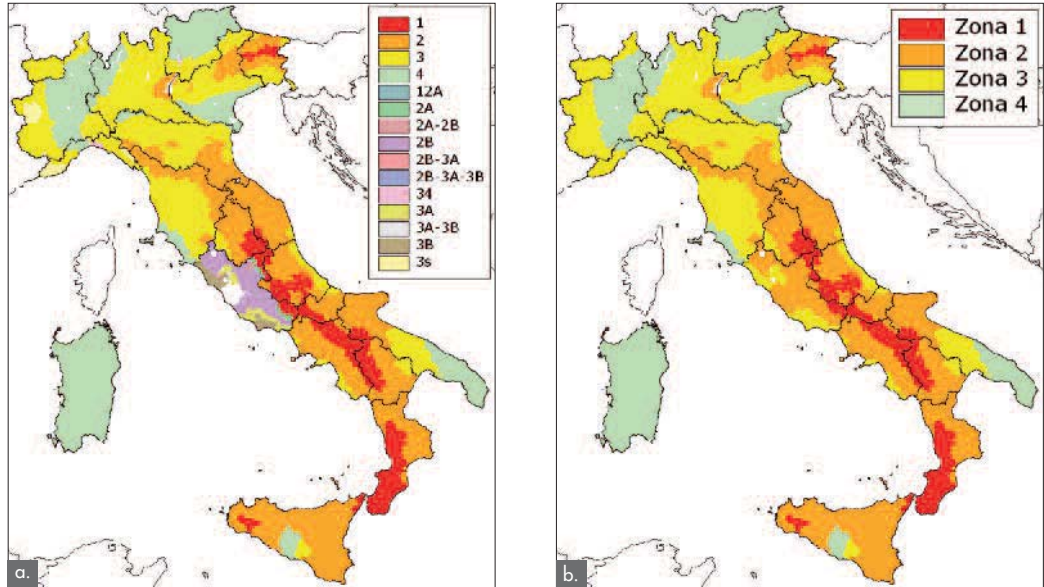 1
2
3
4
12A
2A
2A-2B
2B
2B-3A
2B-3A-3B
34
3A
3A-3B
3B
3s
a.
Zona 1
Zona 2
Zona 3
Zona 4
b.